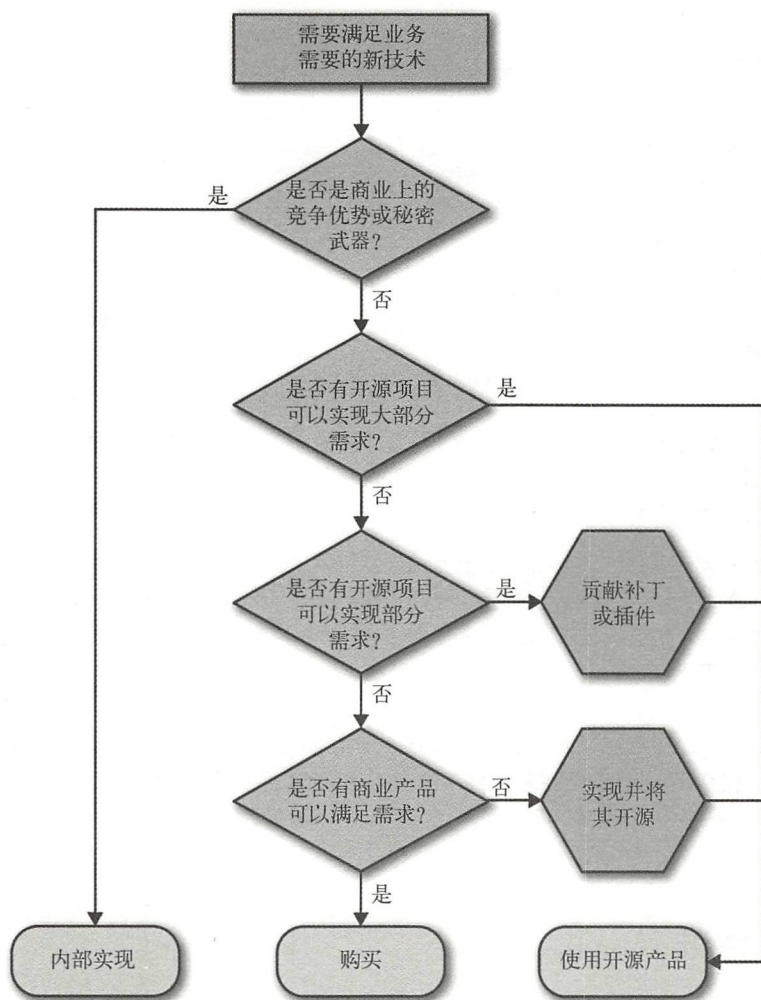 需要满足业务
需要的新技术
是
是否是商业上的
竞争优势或秘密
武器？
否
是否有开源项目
可以实现大部分
需求？
是
否
是否有开源项目
可以实现部分
需求？
是
贡献补丁
或插件
否
是否有商业产品
可以满足需求？
否
实现并将
其开源
是
内部实现
购买
使用开源产品